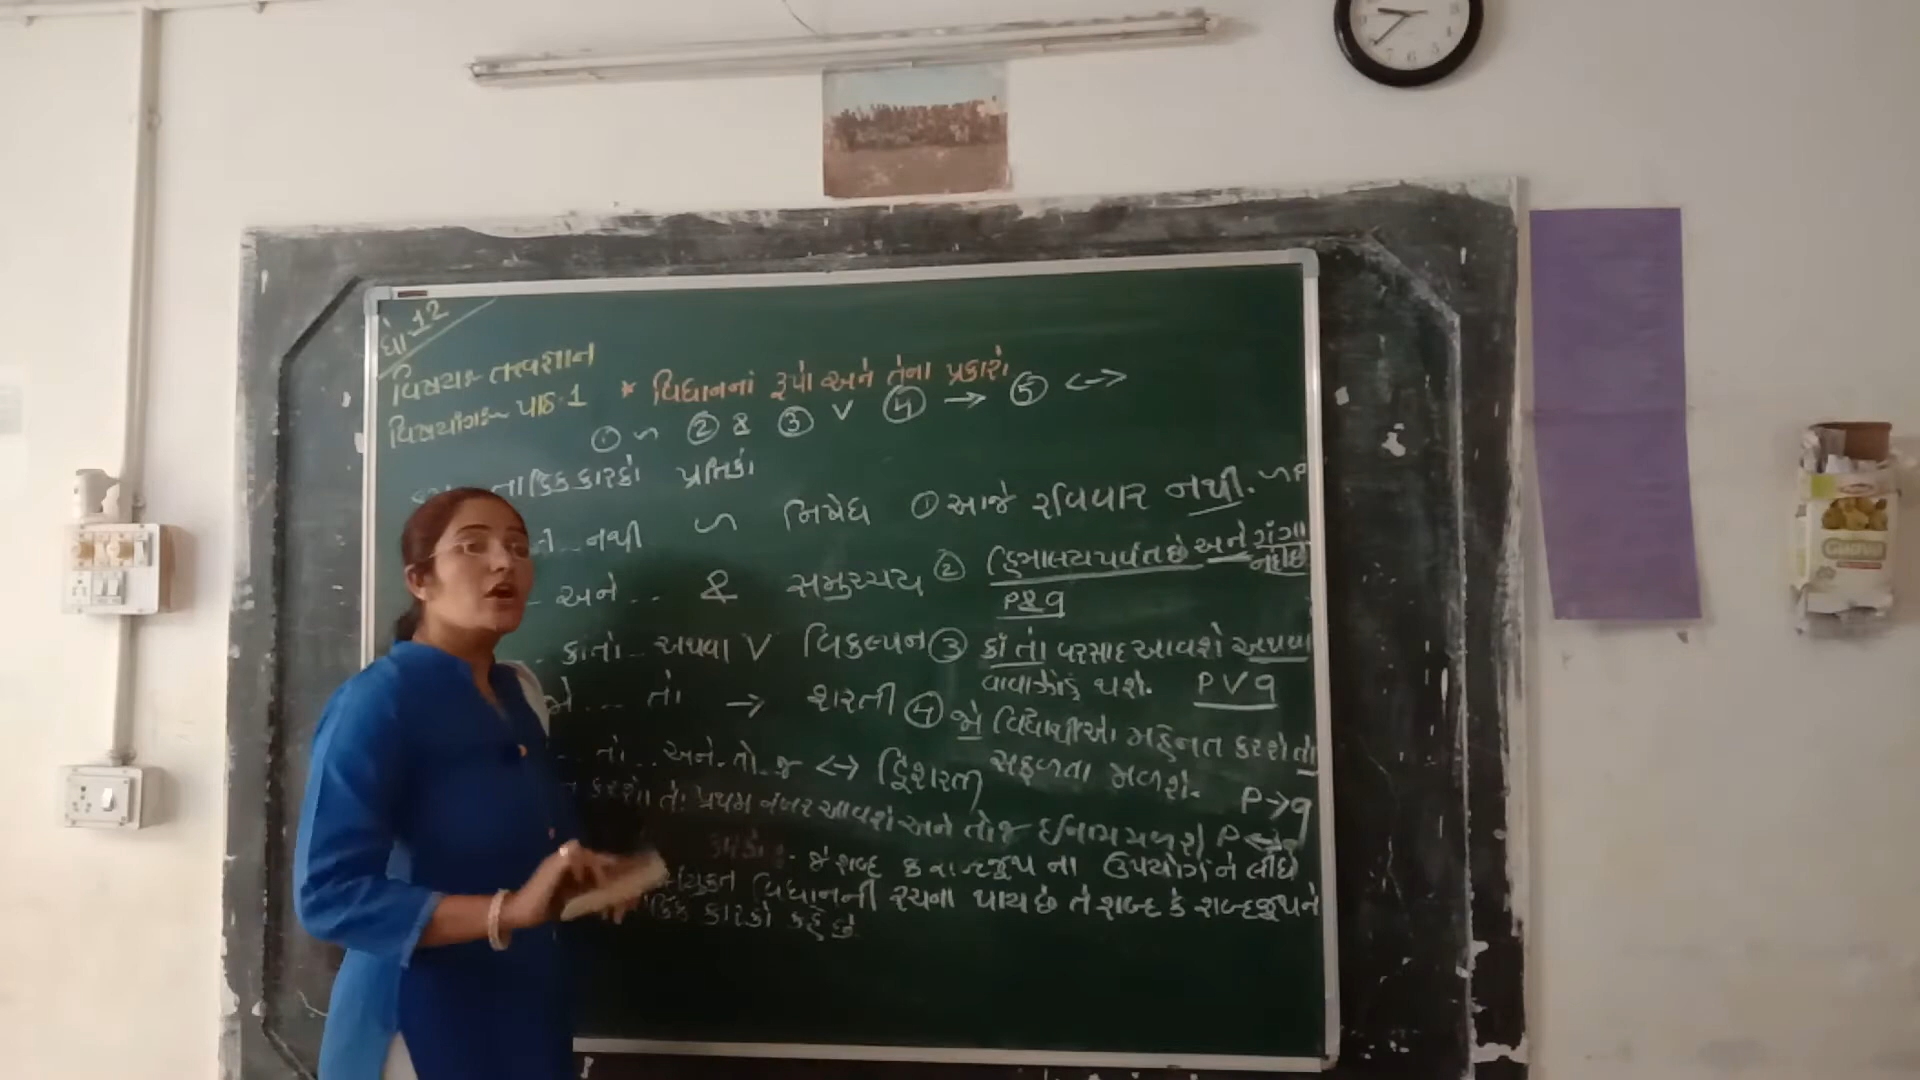 ધો 12
વિષયઃ- તત્ત્વજ્ઞાન
વિષયાંગઃ- પાઠ-1
* વિધાનનાં રૂપો અને તેના પ્રકારો
① ~ ② & ③ V ④ → ⑤ <->
તાર્કિક કારકો પ્રતિકો
નથી ~ નિષેધ ① આજે રવિવાર નથી. ~P
અને .. & સમુચ્ચય ② હિમાલય પર્વત છે અને ગંગા નદી છે
P&q
કાં તો .. અથવા V વિકલ્પન ③ કાં તો વરસાદ આવશે અથવા
વાવાઝોડું થશે. PVq
જો ... તો → શરતી ④ જો વિદ્યાર્થીઓ મહેનત કરશે તો
સફળતા મળશે. P→q
.. તો.. અને.. તો..જ <-> દ્વિશરતી
કરશો તો પ્રથમ નંબર આવશે અને તો જ ઈનામ મળશે
કારકો :- જે શબ્દ કે શબ્દજૂથ ના ઉપયોગને લીધે
વિધાનની રચના થાય છે તે શબ્દ કે શબ્દજૂથને
કારકો કહે છે.